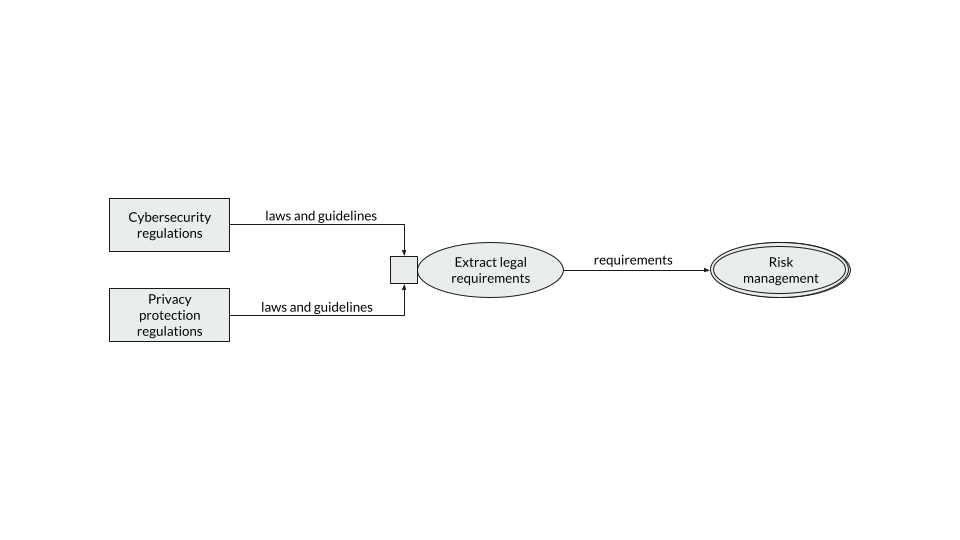 Cybersecurity
regulations
laws and guidelines
Privacy
protection
regulations
laws and guidelines
Extract legal
requirements
requirements
Risk
management